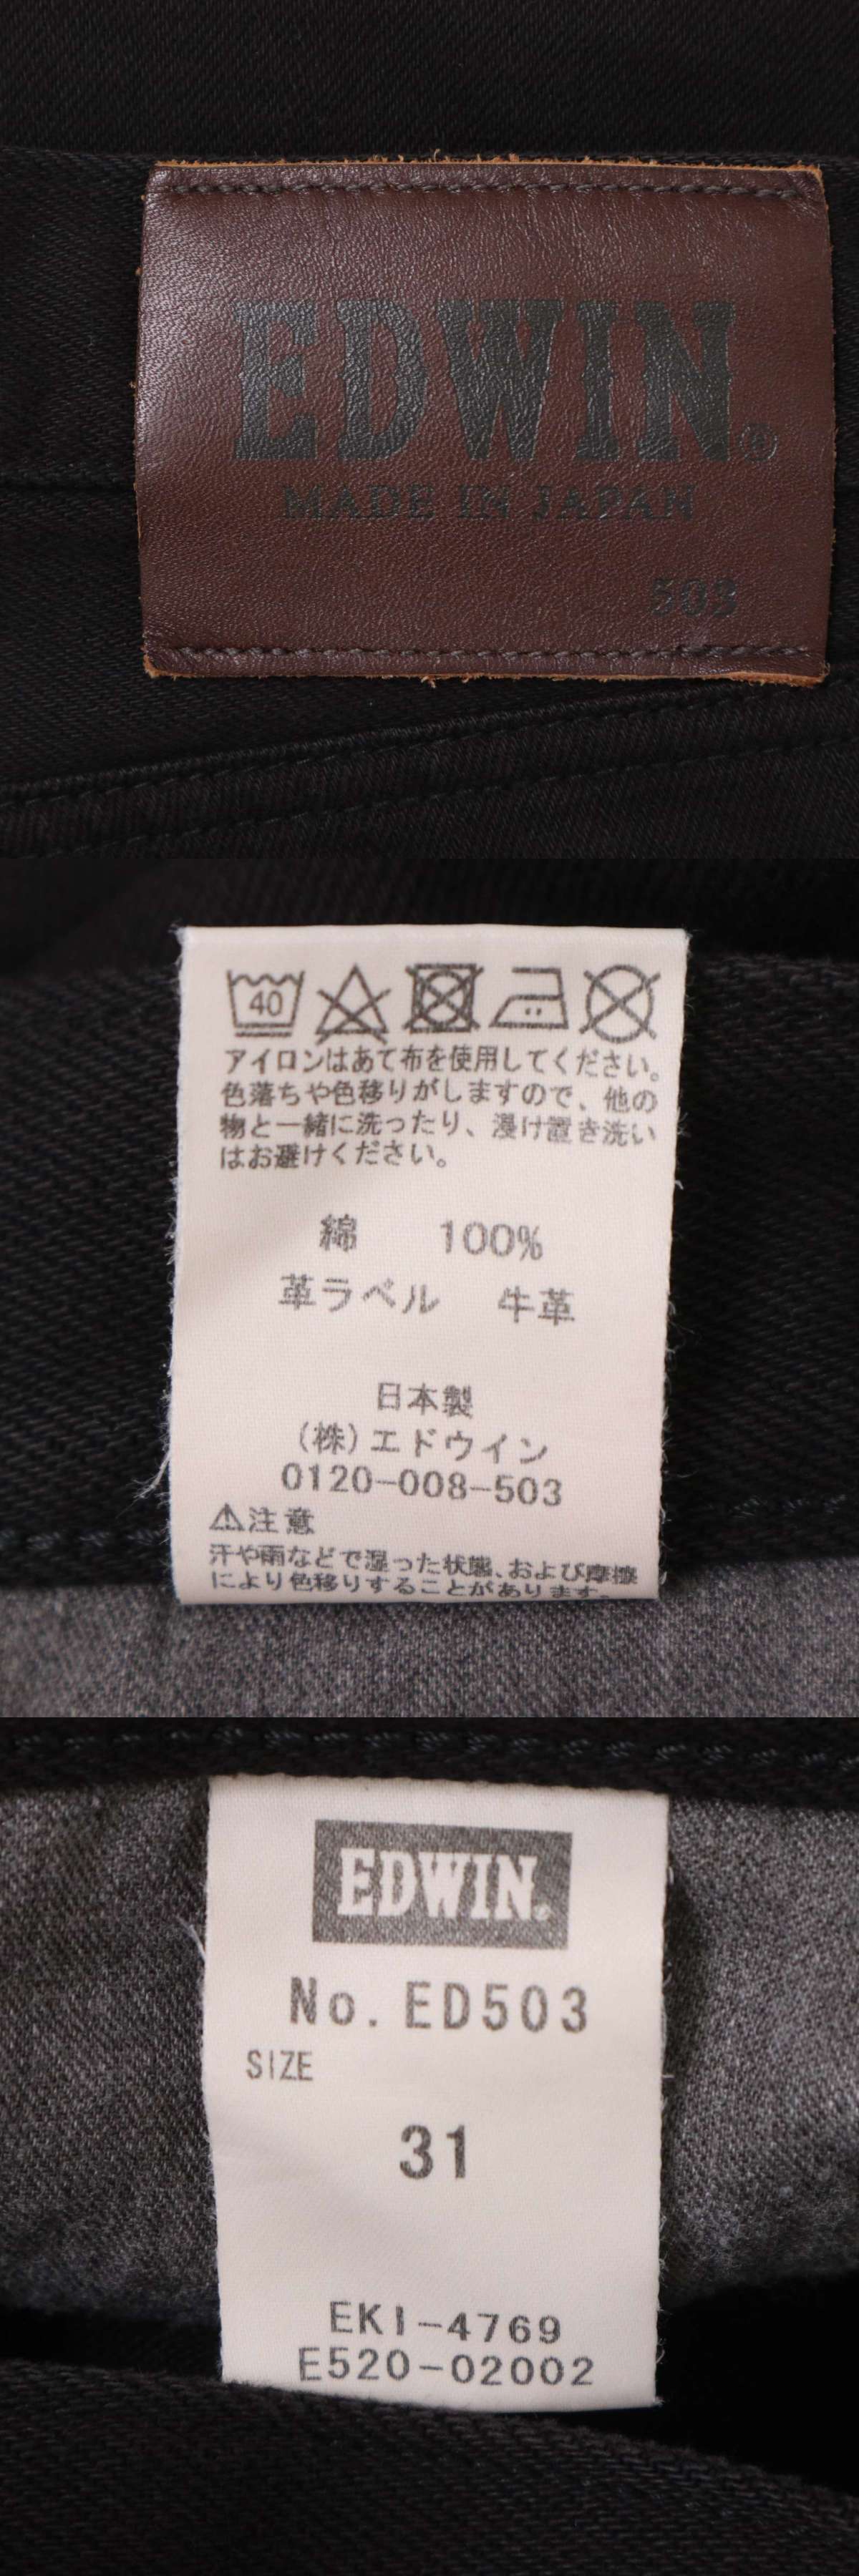 EDWIN®
MADE IN JAPAN
503
40
アイロンはあて布を使用してください。
色落ちや色移りがしますので、他の
物と一緒に洗ったり、浸け置き洗い
はお避けください。
綿 100%
革ラベル 牛革
日本製
(株)エドウイン
0120-008-503
⚠注意
汗や雨などで湿った状態、および摩擦
により色移りすることがあります。
EDWIN®
No. ED503
SIZE
31
EKI-4769
E520-02002